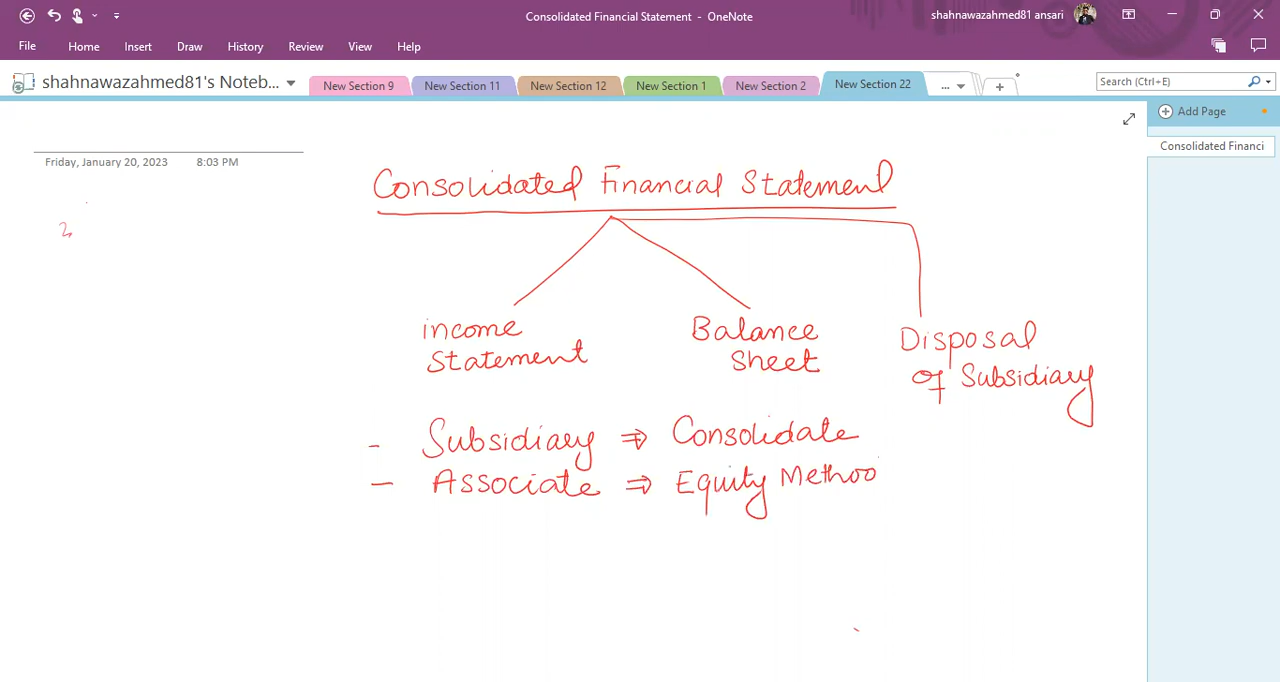 Consolidated Financial Statement - OneNote
shahnawazahmed81 ansari
File Home Insert Draw History Review View Help
shahnawazahmed81's Noteb...
New Section 9
New Section 11
New Section 12
New Section 1
New Section 2
New Section 22
...
Search (Ctrl+E)
Add Page
Consolidated Financi
Friday, January 20, 2023 8:03 PM
Consolidated Financial Statement
income
Statement
Balance
Sheet
Disposal
of Subsidiary
- Subsidiary ⇒ Consolidate
- Associate ⇒ Equity Metho